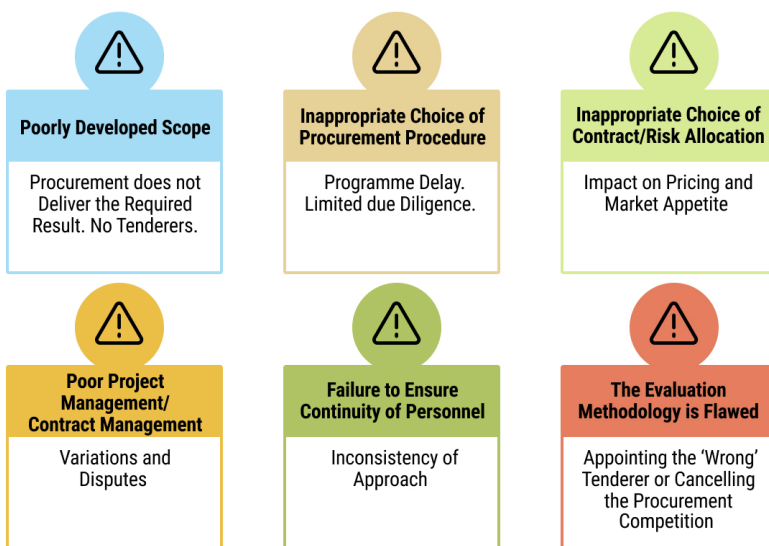 Poorly Developed Scope
Procurement does not
Deliver the Required
Result. No Tenderers.
Inappropriate Choice of
Procurement Procedure
Programme Delay.
Limited due Diligence.
Inappropriate Choice of
Contract/Risk Allocation
Impact on Pricing and
Market Appetite
Poor Project
Management/
Contract Management
Variations and
Disputes
Failure to Ensure
Continuity of Personnel
Inconsistency of
Approach
The Evaluation
Methodology is Flawed
Appointing the ‘Wrong’
Tenderer or Cancelling
the Procurement
Competition